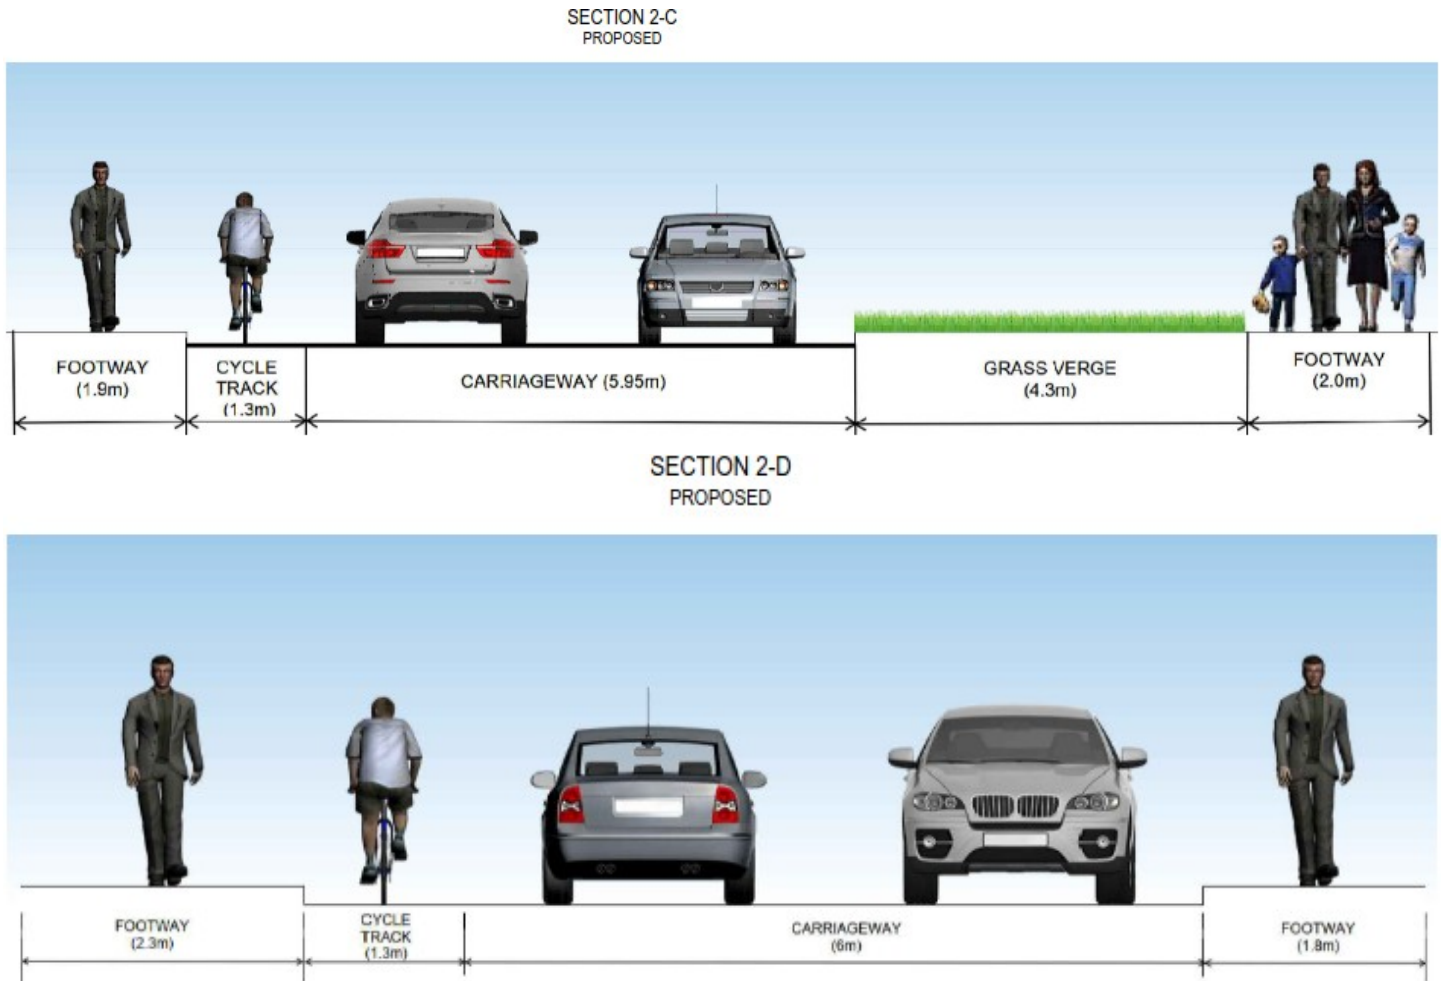 SECTION 2-C
PROPOSED
FOOTWAY
(1.9m)
CYCLE
TRACK
(1.3m)
CARRIAGEWAY (5.95m)
GRASS VERGE
(4.3m)
FOOTWAY
(2.0m)
SECTION 2-D
PROPOSED
FOOTWAY
(2.3m)
CYCLE
TRACK
(1.3m)
CARRIAGEWAY
(6m)
FOOTWAY
(1.8m)